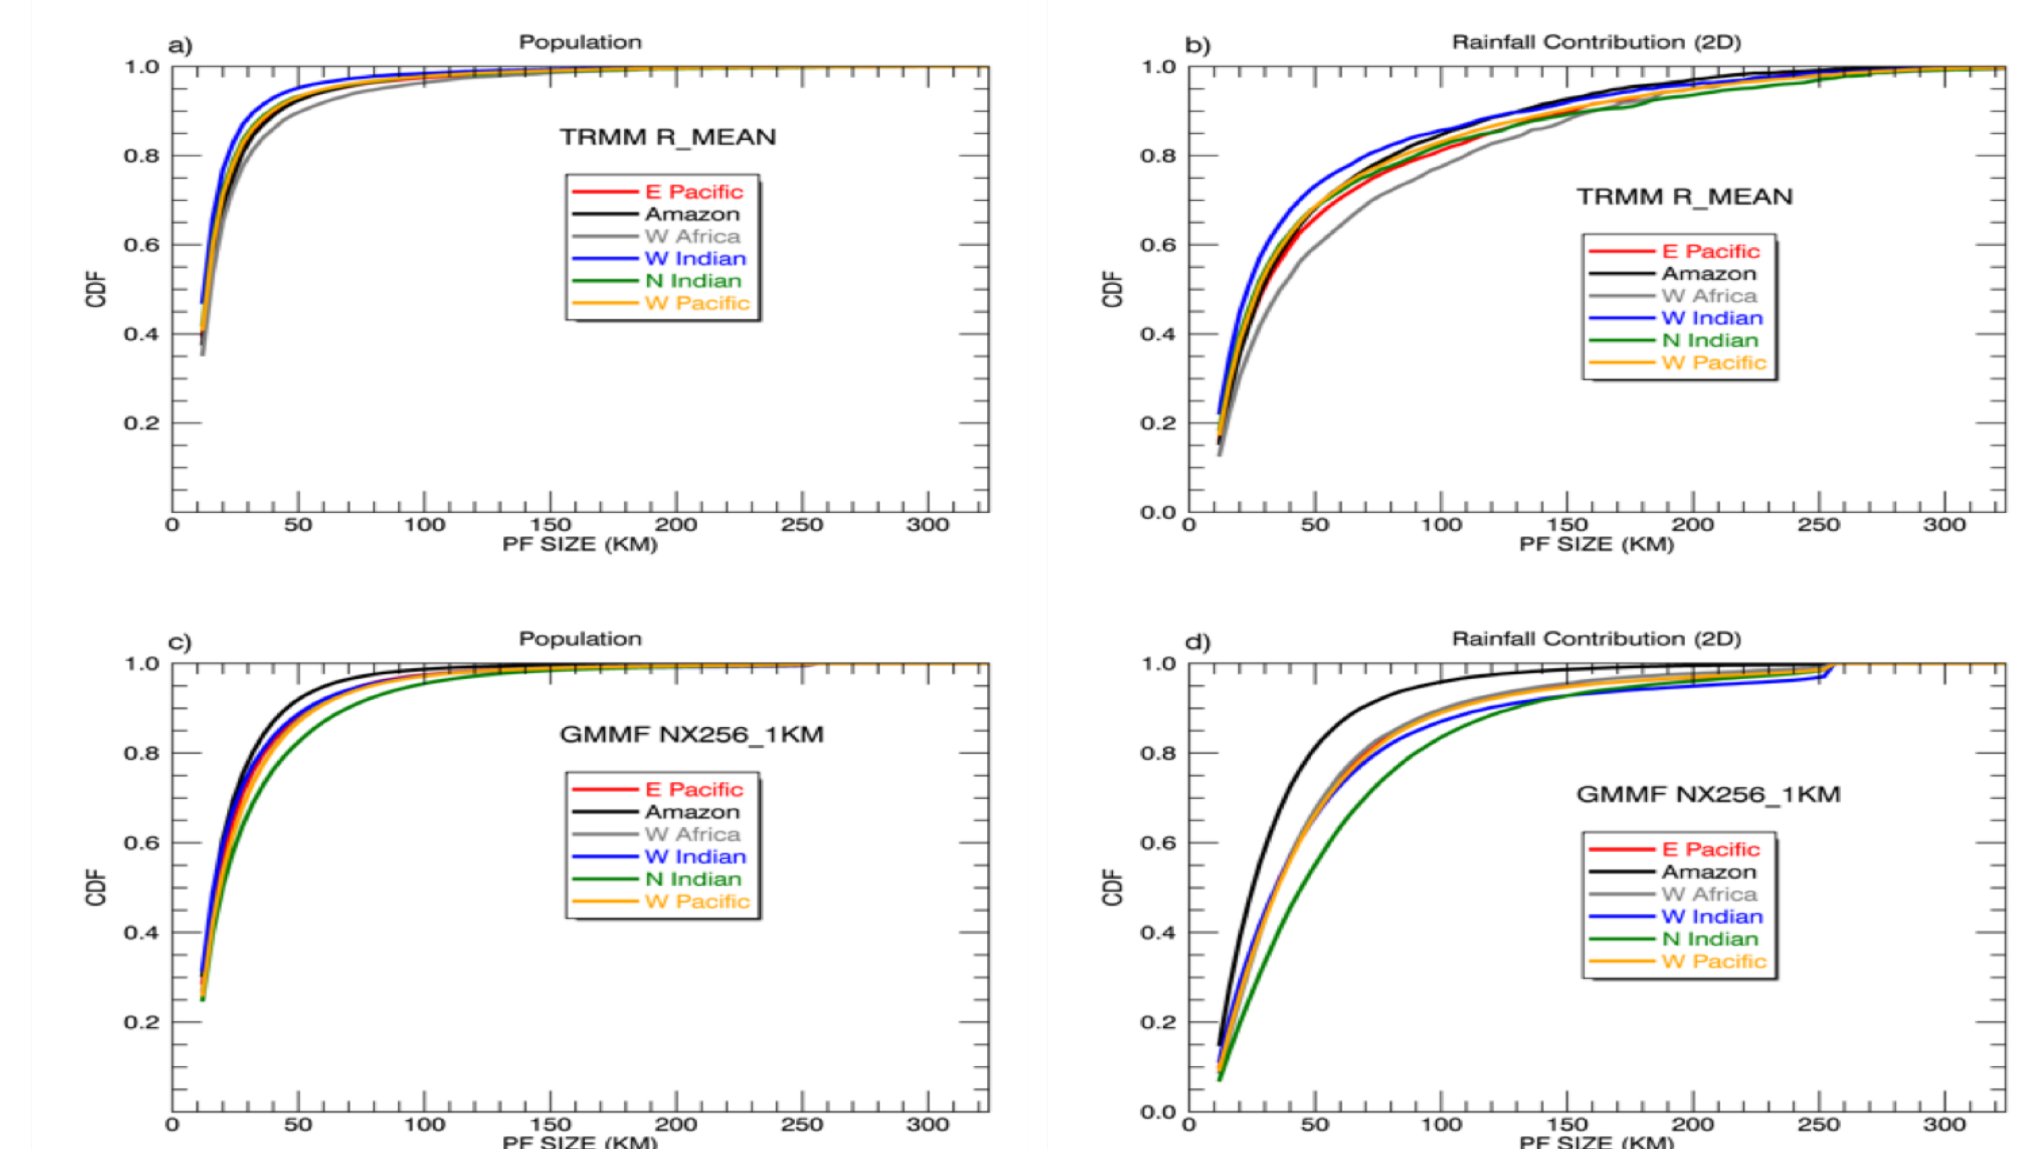 a) Population
1.0
0.8
0.6
0.4
0.2
CDF
TRMM R_MEAN
E Pacific
Amazon
W Africa
W Indian
N Indian
W Pacific
0 50 100 150 200 250 300
PF SIZE (KM)
b) Rainfall Contribution (2D)
1.0
0.8
0.6
0.4
0.2
0.0
CDF
TRMM R_MEAN
E Pacific
Amazon
W Africa
W Indian
N Indian
W Pacific
0 50 100 150 200 250 300
PF SIZE (KM)
c) Population
1.0
0.8
0.6
0.4
0.2
CDF
GMMF NX256_1KM
E Pacific
Amazon
W Africa
W Indian
N Indian
W Pacific
0 50 100 150 200 250 300
PF SIZE (KM)
d) Rainfall Contribution (2D)
1.0
0.8
0.6
0.4
0.2
0.0
CDF
GMMF NX256_1KM
E Pacific
Amazon
W Africa
W Indian
N Indian
W Pacific
0 50 100 150 200 250 300
PF SIZE (KM)